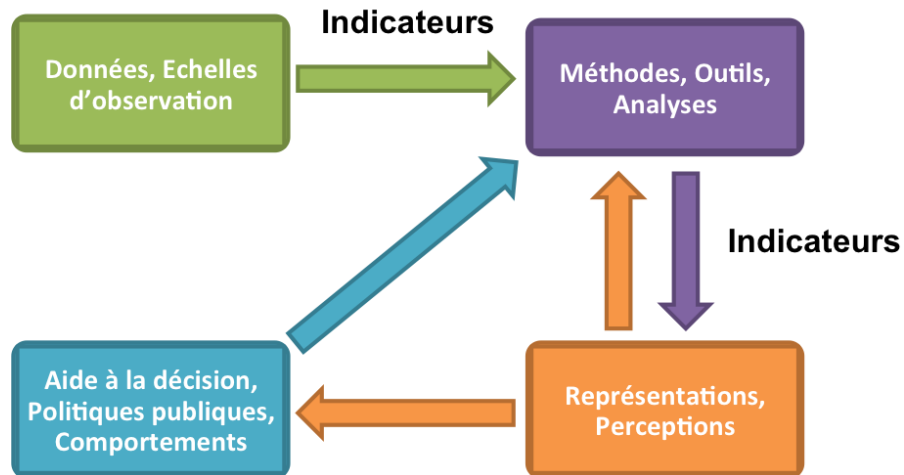 Indicateurs
Données, Echelles
d’observation
Méthodes, Outils,
Analyses
Indicateurs
Aide à la décision,
Politiques publiques,
Comportements
Représentations,
Perceptions